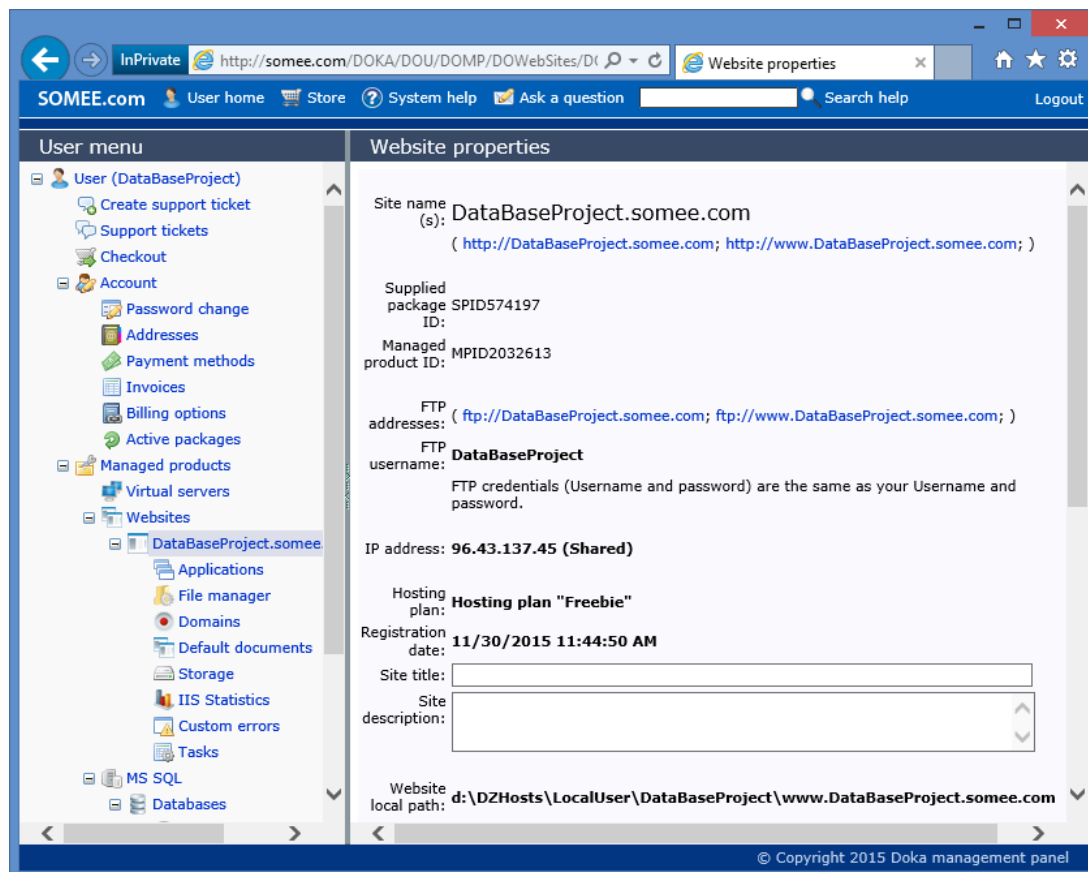 InPrivate http://somee.com/DOKA/DOU/DOMP/DOWebSites/D( Website properties
SOMEE.com User home Store System help Ask a question Search help Logout
User menu
User (DataBaseProject)
Create support ticket
Support tickets
Checkout
Account
Password change
Addresses
Payment methods
Invoices
Billing options
Active packages
Managed products
Virtual servers
Websites
DataBaseProject.somee.
Applications
File manager
Domains
Default documents
Storage
IIS Statistics
Custom errors
Tasks
MS SQL
Databases
Website properties
Site name (s): DataBaseProject.somee.com
( http://DataBaseProject.somee.com; http://www.DataBaseProject.somee.com; )
Supplied package ID: SPID574197
Managed product ID: MPID2032613
FTP addresses: ( ftp://DataBaseProject.somee.com; ftp://www.DataBaseProject.somee.com; )
FTP username: DataBaseProject
FTP credentials (Username and password) are the same as your Username and
password.
IP address: 96.43.137.45 (Shared)
Hosting plan: Hosting plan "Freebie"
Registration date: 11/30/2015 11:44:50 AM
Site title:
Site description:
Website local path: d:\DZHosts\LocalUser\DataBaseProject\www.DataBaseProject.somee.com
© Copyright 2015 Doka management panel